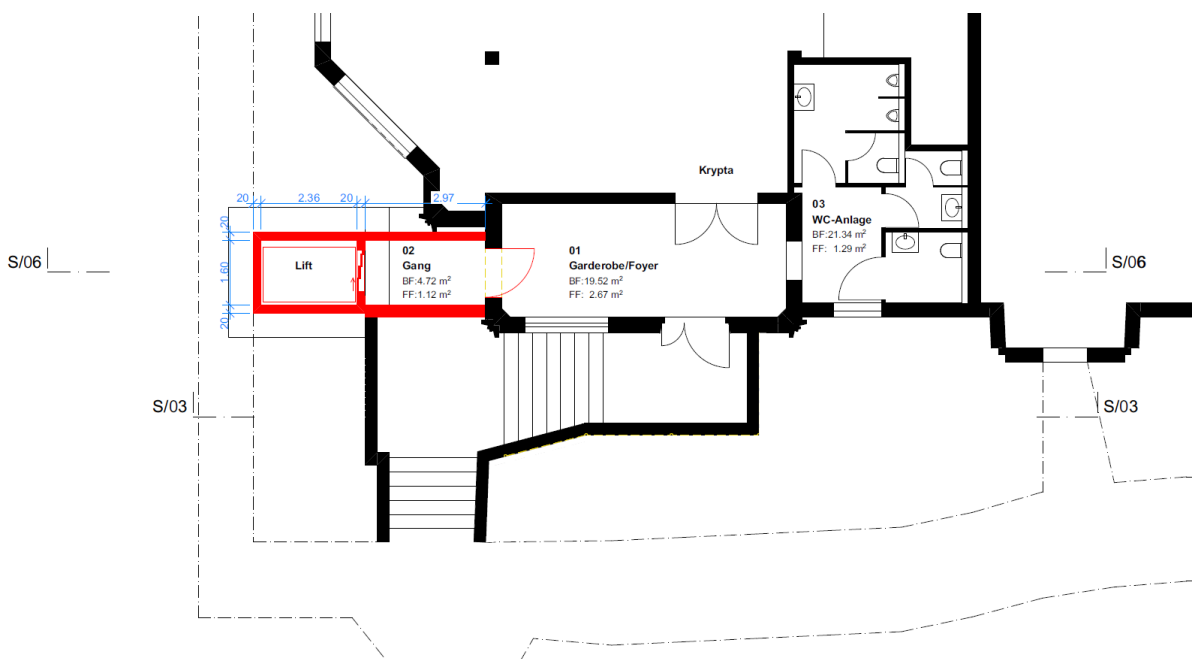 Krypta
20
2.36
20
2.97
20
1.60
20
03
WC-Anlage
BF:21.34 m²
FF: 1.29 m²
02
Gang
BF:4.72 m²
FF:1.12 m²
01
Garderobe/Foyer
BF:19.52 m²
FF: 2.67 m²
Lift
S/06
S/06
S/03
S/03